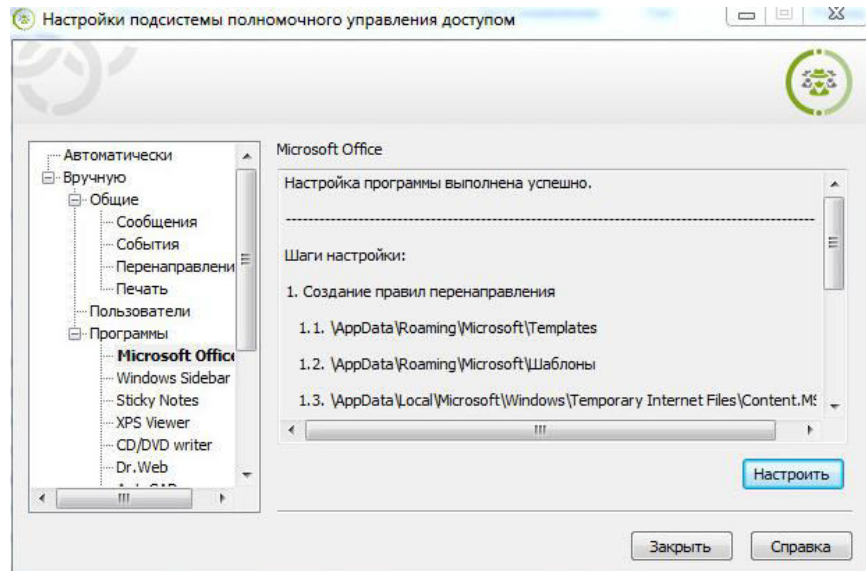 Настройки подсистемы полномочного управления доступом
Автоматически
Вручную
Общие
Сообщения
События
Перенаправлени
Печать
Пользователи
Программы
Microsoft Office
Windows Sidebar
Sticky Notes
XPS Viewer
CD/DVD writer
Dr.Web
Microsoft Office
Настройка программы выполнена успешно.
Шаги настройки:
1. Создание правил перенаправления
1.1. \AppData\Roaming\Microsoft\Templates
1.2. \AppData\Roaming\Microsoft\Шаблоны
1.3. \AppData\Local\Microsoft\Windows\Temporary Internet Files\Content.MS
Настроить
Закрыть
Справка